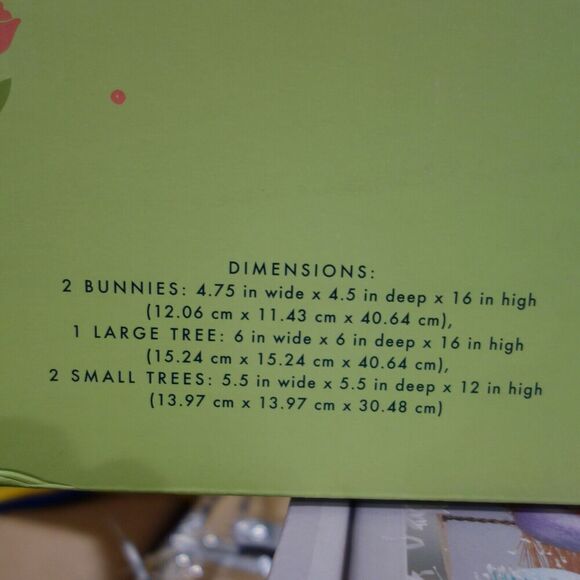 DIMENSIONS:
2 BUNNIES: 4.75 in wide x 4.5 in deep x 16 in high
(12.06 cm x 11.43 cm x 40.64 cm),
1 LARGE TREE: 6 in wide x 6 in deep x 16 in high
(15.24 cm x 15.24 cm x 40.64 cm),
2 SMALL TREES: 5.5 in wide x 5.5 in deep x 12 in high
(13.97 cm x 13.97 cm x 30.48 cm)